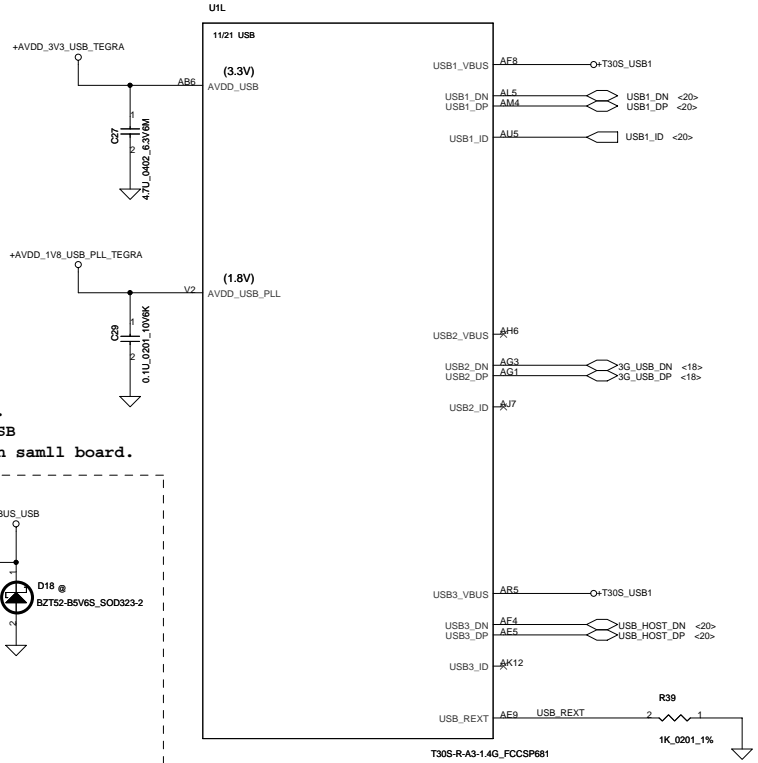 U1L
11/21 USB
+AVDD_3V3_USB_TEGRA
(3.3V)
AB6
AVDD_USB
1
C27
2
4.7U_0402_6.3V6M
USB1_VBUS
AF8
+T30S_USB1
USB1_DN
AL5
USB1_DN <20>
USB1_DP
AM4
USB1_DP <20>
USB1_ID
AU5
USB1_ID <20>
+AVDD_1V8_USB_PLL_TEGRA
(1.8V)
V2
AVDD_USB_PLL
1
C29
2
0.1U_0201_10V6K
USB2_VBUS
AH6
USB2_DN
AG3
3G_USB_DN <18>
USB2_DP
AG1
3G_USB_DP <18>
USB2_ID
AJ7
SB
n samll board.
BUS_USB
1
D18 @
BZT52-B5V6S_SOD323-2
2
USB3_VBUS
AR5
+T30S_USB1
USB3_DN
AF4
USB_HOST_DN <20>
USB3_DP
AE5
USB_HOST_DP <20>
USB3_ID
AK12
USB_REXT
AE9
USB_REXT
2
R39
1
1K_0201_1%
T30S-R-A3-1.4G_FCCSP681